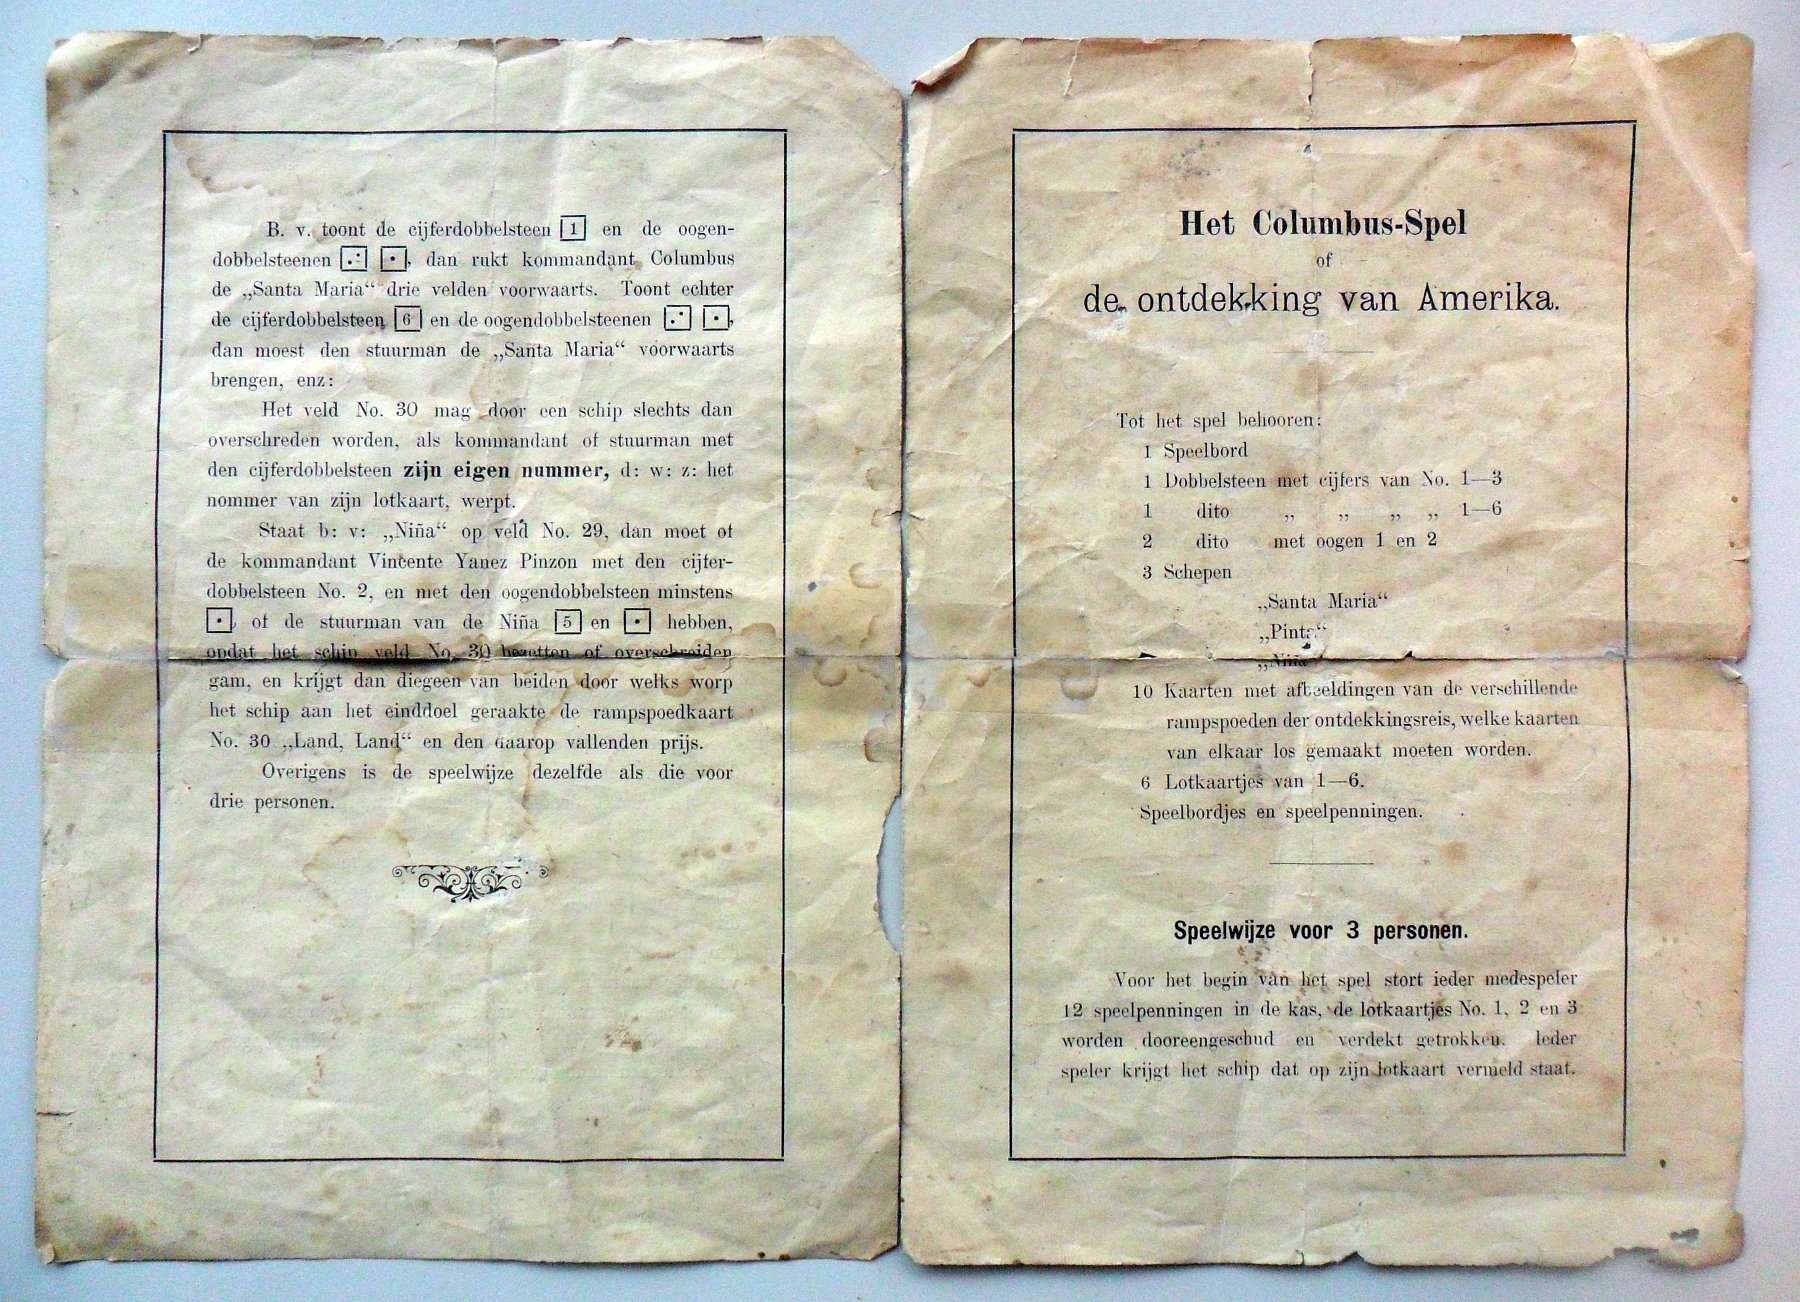 B. v. toont de cijferdobbelsteen 1 en de oogen-
dobbelsteenen , dan rukt kommandant Columbus
de „Santa Maria“ drie velden voorwaarts. Toont echter
de cijferdobbelsteen 6 en de oogendobbelsteenen ,
dan moest den stuurman de „Santa Maria“ voorwaarts
brengen, enz:
Het veld No. 30 mag door een schip slechts dan
overschreden worden, als kommandant of stuurman met
den cijferdobbelsteen zijn eigen nummer, d: w: z: het
nommer van zijn lotkaart, werpt.
Staat b: v: „Niña“ op veld No. 29, dan moet of
de kommandant Vincente Yanez Pinzon met den cijfer-
dobbelsteen No. 2, en met den oogendobbelsteen minstens
, of de stuurman van de Niña 5 en hebben,
opdat het schip veld No. 30 bezetten of overschreiden
gam, en krijgt dan diegeen van beiden door welks worp
het schip aan het einddoel geraakte de rampspoedkaart
No. 30 „Land, Land“ en den daarop vallenden prijs.
Overigens is de speelwijze dezelfde als die voor
drie personen.
Het Columbus-Spel
of
de ontdekking van Amerika.
Tot het spel behooren:
1 Speelbord
1 Dobbelsteen met cijfers van No. 1—3
1 dito „ „ „ „ 1—6
2 dito met oogen 1 en 2
3 Schepen
„Santa Maria“
„Pinta“
„Niña“
10 Kaarten met afbeeldingen van de verschillende
rampspoeden der ontdekkingsreis, welke kaarten
van elkaar los gemaakt moeten worden.
6 Lotkaartjes van 1—6.
Speelbordjes en speelpenningen.
Speelwijze voor 3 personen.
Voor het begin van het spel stort ieder medespeler
12 speelpenningen in de kas, de lotkaartjes No. 1, 2 en 3
worden dooreengeschud en verdekt getrokken. Ieder
speler krijgt het schip dat op zijn lotkaart vermeld staat.